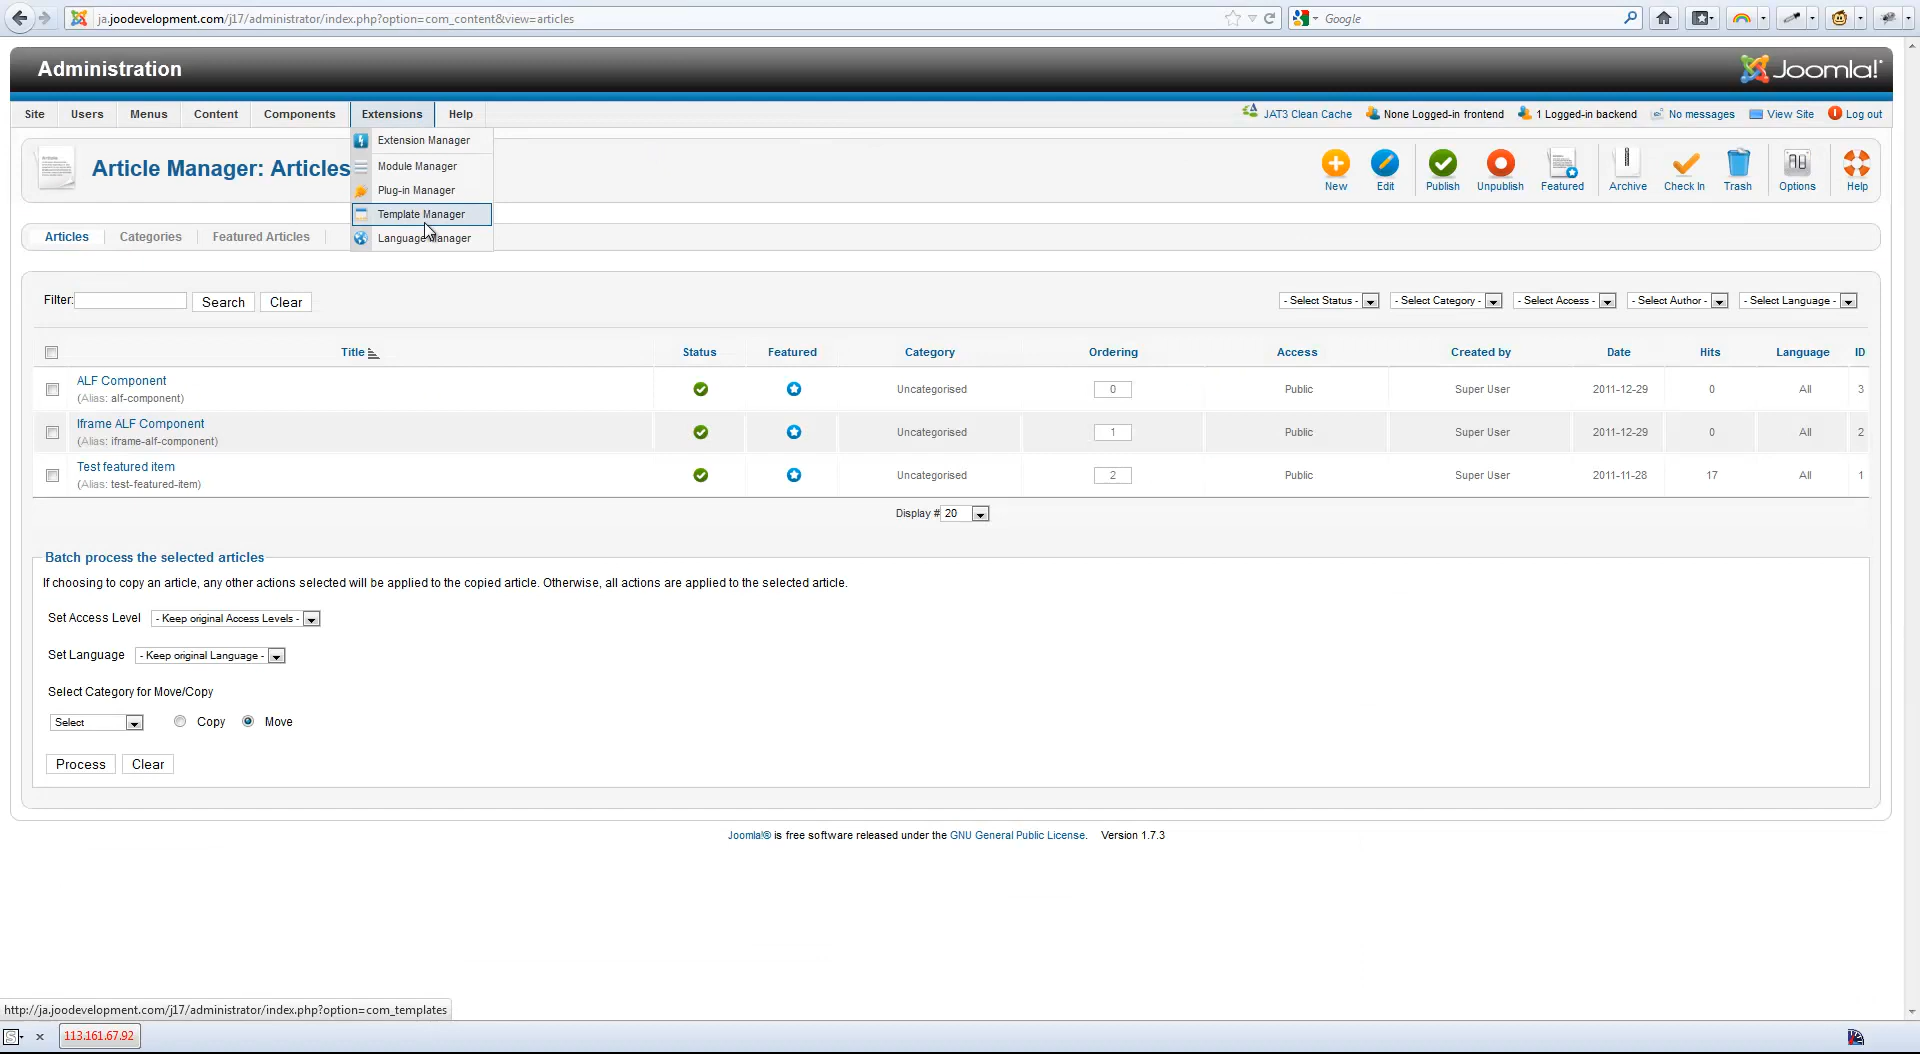 ja.joodevelopment.com/j17/administrator/index.php?option=com_content&view=articles
Google
Administration
Joomla!
Site Users Menus Content Components Extensions Help
JAT3 Clean Cache None Logged-in frontend 1 Logged-in backend No messages View Site Log out
Extension Manager
Module Manager
Plug-in Manager
Template Manager
Language Manager
Article Manager: Articles
New Edit Publish Unpublish Featured Archive Check In Trash Options Help
Articles Categories Featured Articles
Filter: Search Clear
- Select Status - - Select Category - - Select Access - - Select Author - - Select Language -
Title Status Featured Category Ordering Access Created by Date Hits Language ID
ALF Component
(Alias: alf-component)
Uncategorised 0 Public Super User 2011-12-29 0 All 3
Iframe ALF Component
(Alias: iframe-alf-component)
Uncategorised 1 Public Super User 2011-12-29 0 All 2
Test featured item
(Alias: test-featured-item)
Uncategorised 2 Public Super User 2011-11-28 17 All 1
Display # 20
Batch process the selected articles
If choosing to copy an article, any other actions selected will be applied to the copied article. Otherwise, all actions are applied to the selected article.
Set Access Level - Keep original Access Levels -
Set Language - Keep original Language -
Select Category for Move/Copy
Select Copy Move
Process Clear
Joomla!® is free software released under the GNU General Public License. Version 1.7.3
http://ja.joodevelopment.com/j17/administrator/index.php?option=com_templates
113.161.67.92